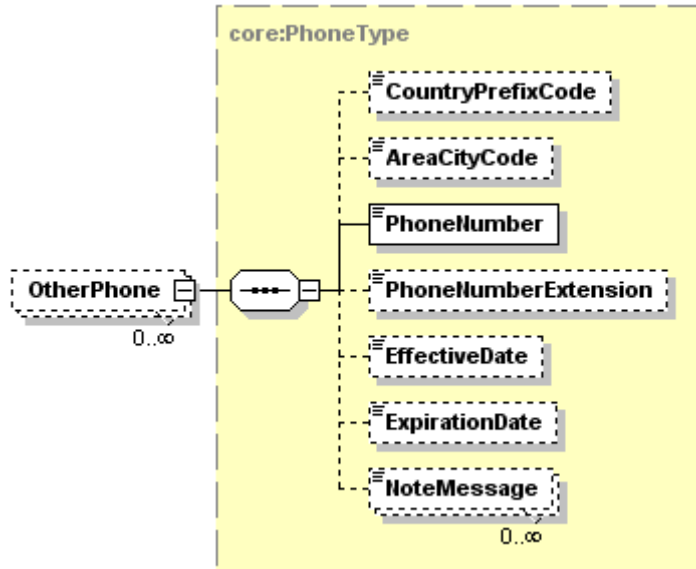 core:PhoneType
CountryPrefixCode
AreaCityCode
PhoneNumber
OtherPhone
0..∞
PhoneNumberExtension
EffectiveDate
ExpirationDate
NoteMessage
0..∞